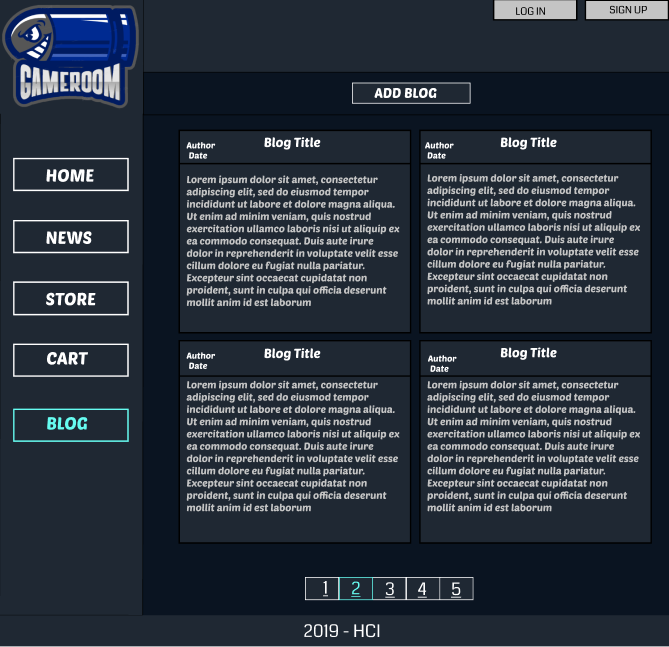 LOG IN
SIGN UP
GAMEROOM
ADD BLOG
HOME
NEWS
STORE
CART
BLOG
Author
Date
Blog Title
Lorem ipsum dolor sit amet, consectetur
adipiscing elit, sed do eiusmod tempor
incididunt ut labore et dolore magna aliqua.
Ut enim ad minim veniam, quis nostrud
exercitation ullamco laboris nisi ut aliquip ex
ea commodo consequat. Duis aute irure
dolor in reprehenderit in voluptate velit esse
cillum dolore eu fugiat nulla pariatur.
Excepteur sint occaecat cupidatat non
proident, sunt in culpa qui officia deserunt
mollit anim id est laborum
Author
Date
Blog Title
Lorem ipsum dolor sit amet, consectetur
adipiscing elit, sed do eiusmod tempor
incididunt ut labore et dolore magna aliqua.
Ut enim ad minim veniam, quis nostrud
exercitation ullamco laboris nisi ut aliquip ex
ea commodo consequat. Duis aute irure
dolor in reprehenderit in voluptate velit esse
cillum dolore eu fugiat nulla pariatur.
Excepteur sint occaecat cupidatat non
proident, sunt in culpa qui officia deserunt
mollit anim id est laborum
Author
Date
Blog Title
Lorem ipsum dolor sit amet, consectetur
adipiscing elit, sed do eiusmod tempor
incididunt ut labore et dolore magna aliqua.
Ut enim ad minim veniam, quis nostrud
exercitation ullamco laboris nisi ut aliquip ex
ea commodo consequat. Duis aute irure
dolor in reprehenderit in voluptate velit esse
cillum dolore eu fugiat nulla pariatur.
Excepteur sint occaecat cupidatat non
proident, sunt in culpa qui officia deserunt
mollit anim id est laborum
Author
Date
Blog Title
Lorem ipsum dolor sit amet, consectetur
adipiscing elit, sed do eiusmod tempor
incididunt ut labore et dolore magna aliqua.
Ut enim ad minim veniam, quis nostrud
exercitation ullamco laboris nisi ut aliquip ex
ea commodo consequat. Duis aute irure
dolor in reprehenderit in voluptate velit esse
cillum dolore eu fugiat nulla pariatur.
Excepteur sint occaecat cupidatat non
proident, sunt in culpa qui officia deserunt
mollit anim id est laborum
1 2 3 4 5
2019 - HCI